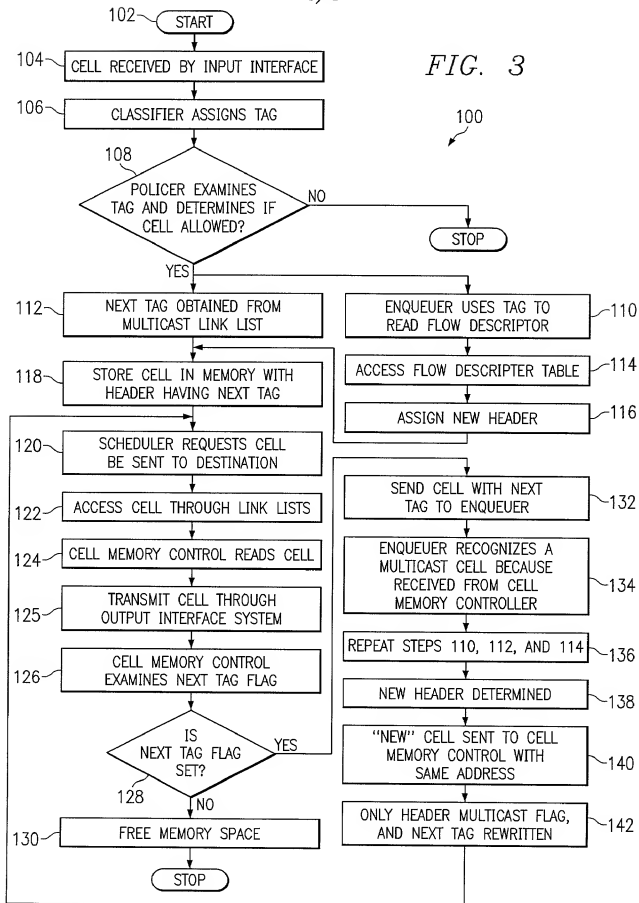 102
START
FIG. 3
100
104
CELL RECEIVED BY INPUT INTERFACE
106
CLASSIFIER ASSIGNS TAG
108
POLICER EXAMINES
TAG AND DETERMINES IF
CELL ALLOWED?
NO
STOP
YES
112
NEXT TAG OBTAINED FROM
MULTICAST LINK LIST
ENQUEUER USES TAG TO
READ FLOW DESCRIPTOR
110
ACCESS FLOW DESCRIPTER TABLE
114
118
STORE CELL IN MEMORY WITH
HEADER HAVING NEXT TAG
ASSIGN NEW HEADER
116
120
SCHEDULER REQUESTS CELL
BE SENT TO DESTINATION
122
ACCESS CELL THROUGH LINK LISTS
124
CELL MEMORY CONTROL READS CELL
125
TRANSMIT CELL THROUGH
OUTPUT INTERFACE SYSTEM
126
CELL MEMORY CONTROL
EXAMINES NEXT TAG FLAG
IS
NEXT TAG FLAG
SET?
YES
128
NO
130
FREE MEMORY SPACE
STOP
SEND CELL WITH NEXT
TAG TO ENQUEUER
132
ENQUEUER RECOGNIZES A
MULTICAST CELL BECAUSE
RECEIVED FROM CELL
MEMORY CONTROLLER
134
REPEAT STEPS 110, 112, AND 114
136
NEW HEADER DETERMINED
138
"NEW" CELL SENT TO CELL
MEMORY CONTROL WITH
SAME ADDRESS
140
ONLY HEADER MULTICAST FLAG,
AND NEXT TAG REWRITTEN
142